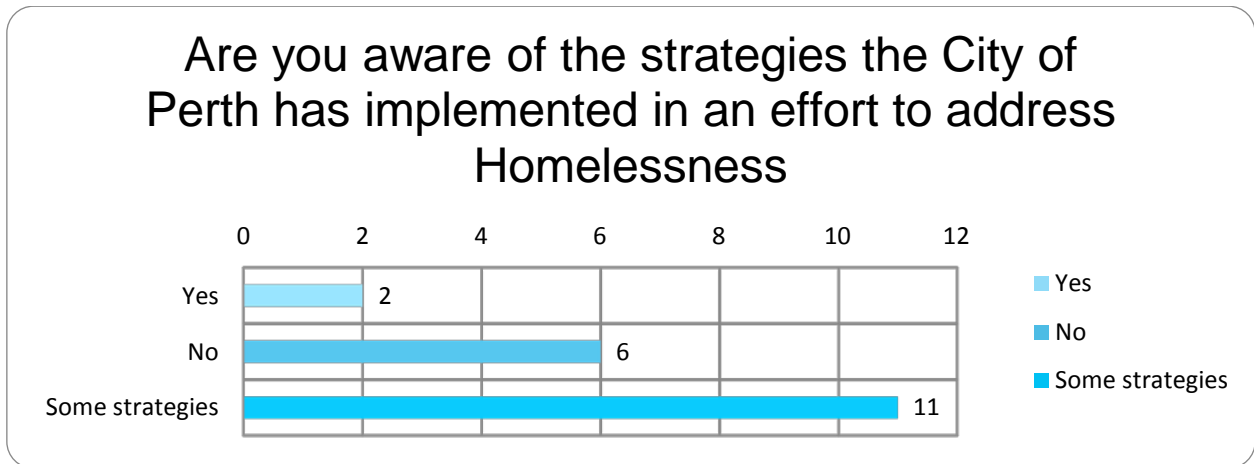 Are you aware of the strategies the City of
Perth has implemented in an effort to address
Homelessness
0 2 4 6 8 10 12
Yes 2
No 6
Some strategies 11
Yes
No
Some strategies